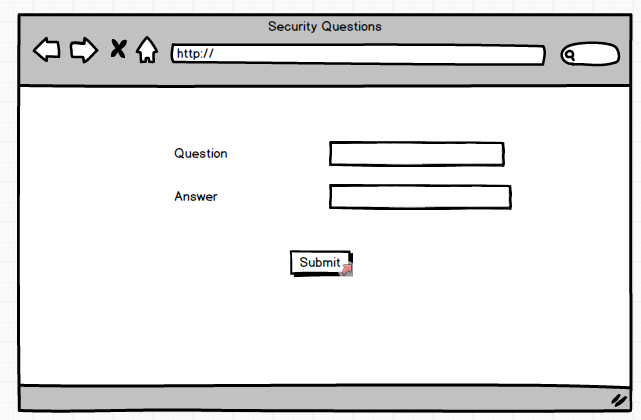 Security Questions
http://
Question
Answer
Submit